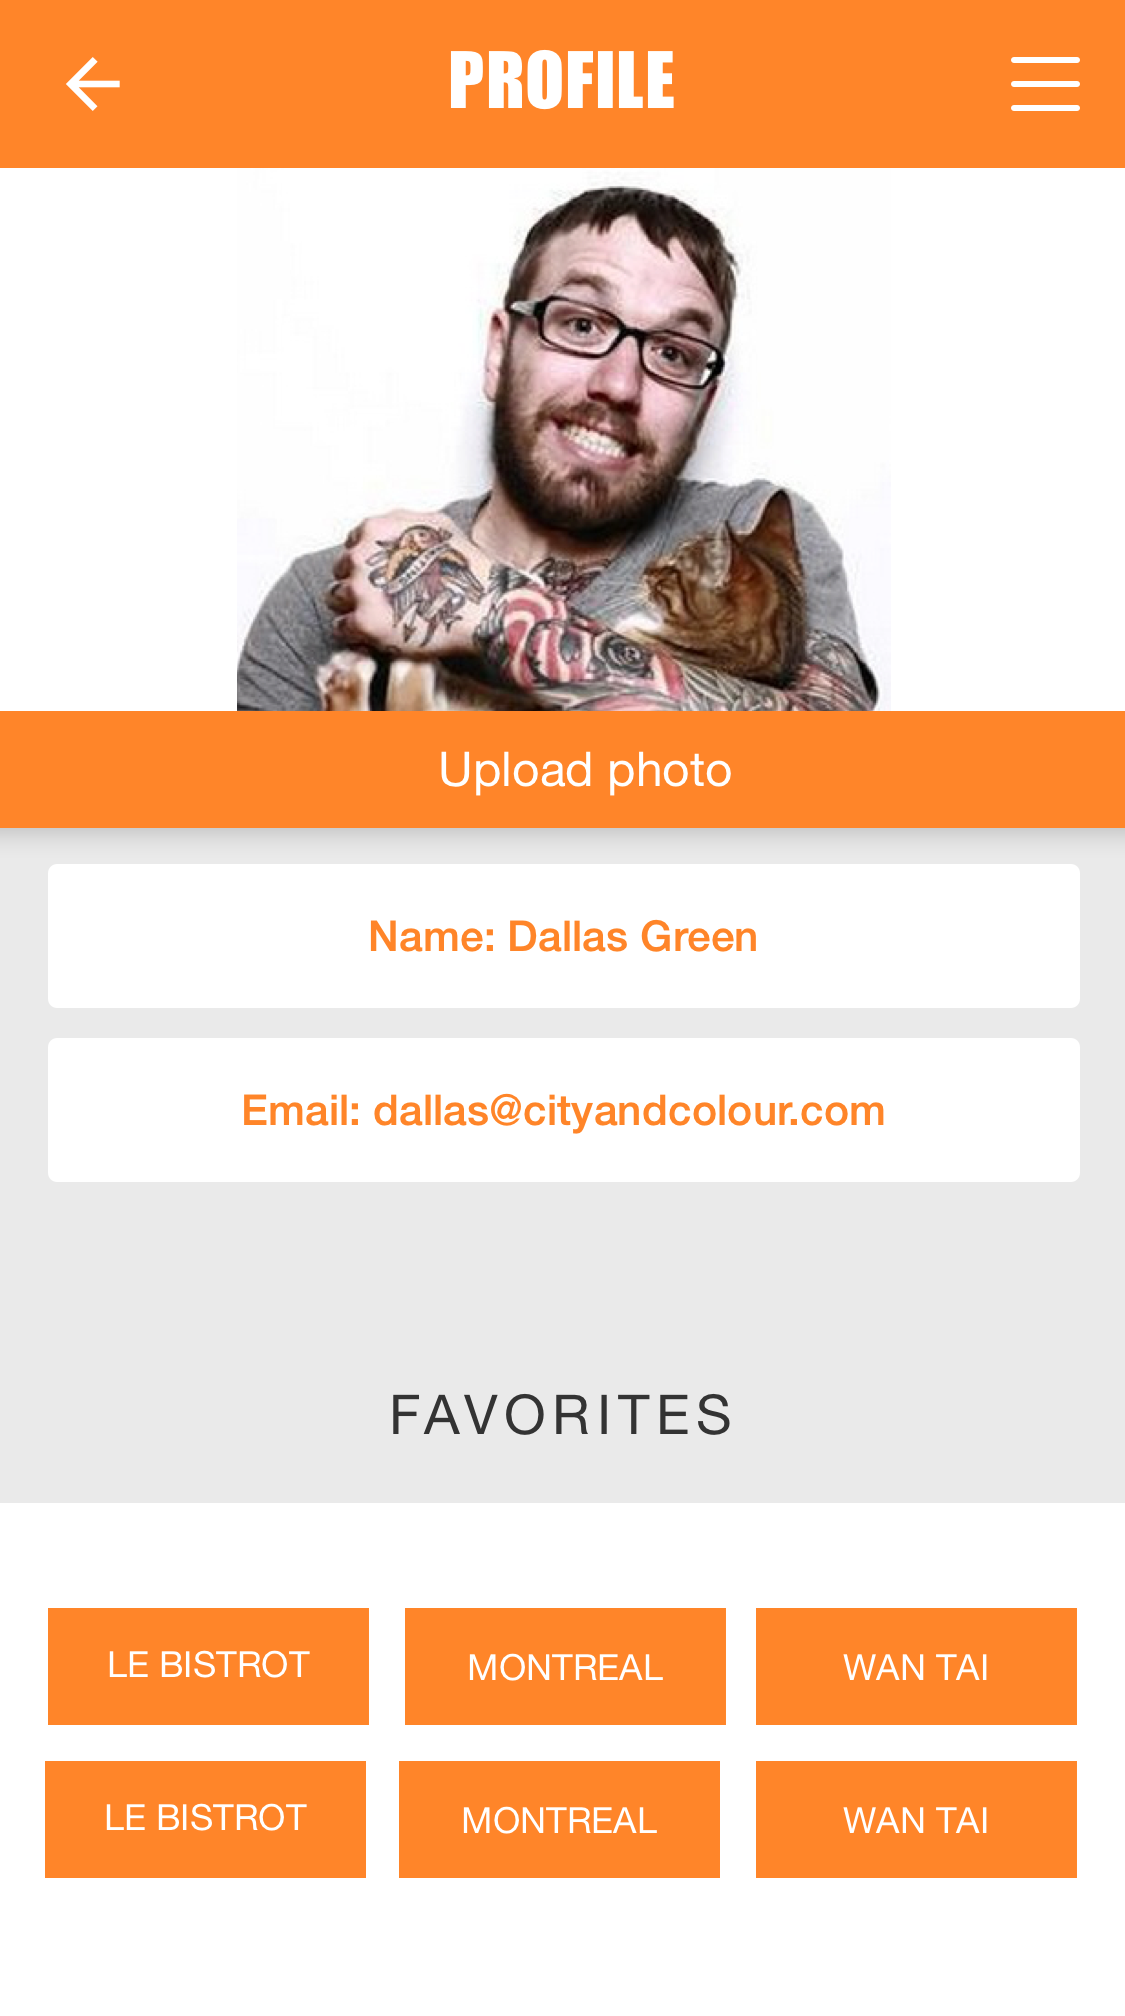 PROFILE
Upload photo
Name: Dallas Green
Email: dallas@cityandcolour.com
FAVORITES
LE BISTROT
MONTREAL
WAN TAI
LE BISTROT
MONTREAL
WAN TAI